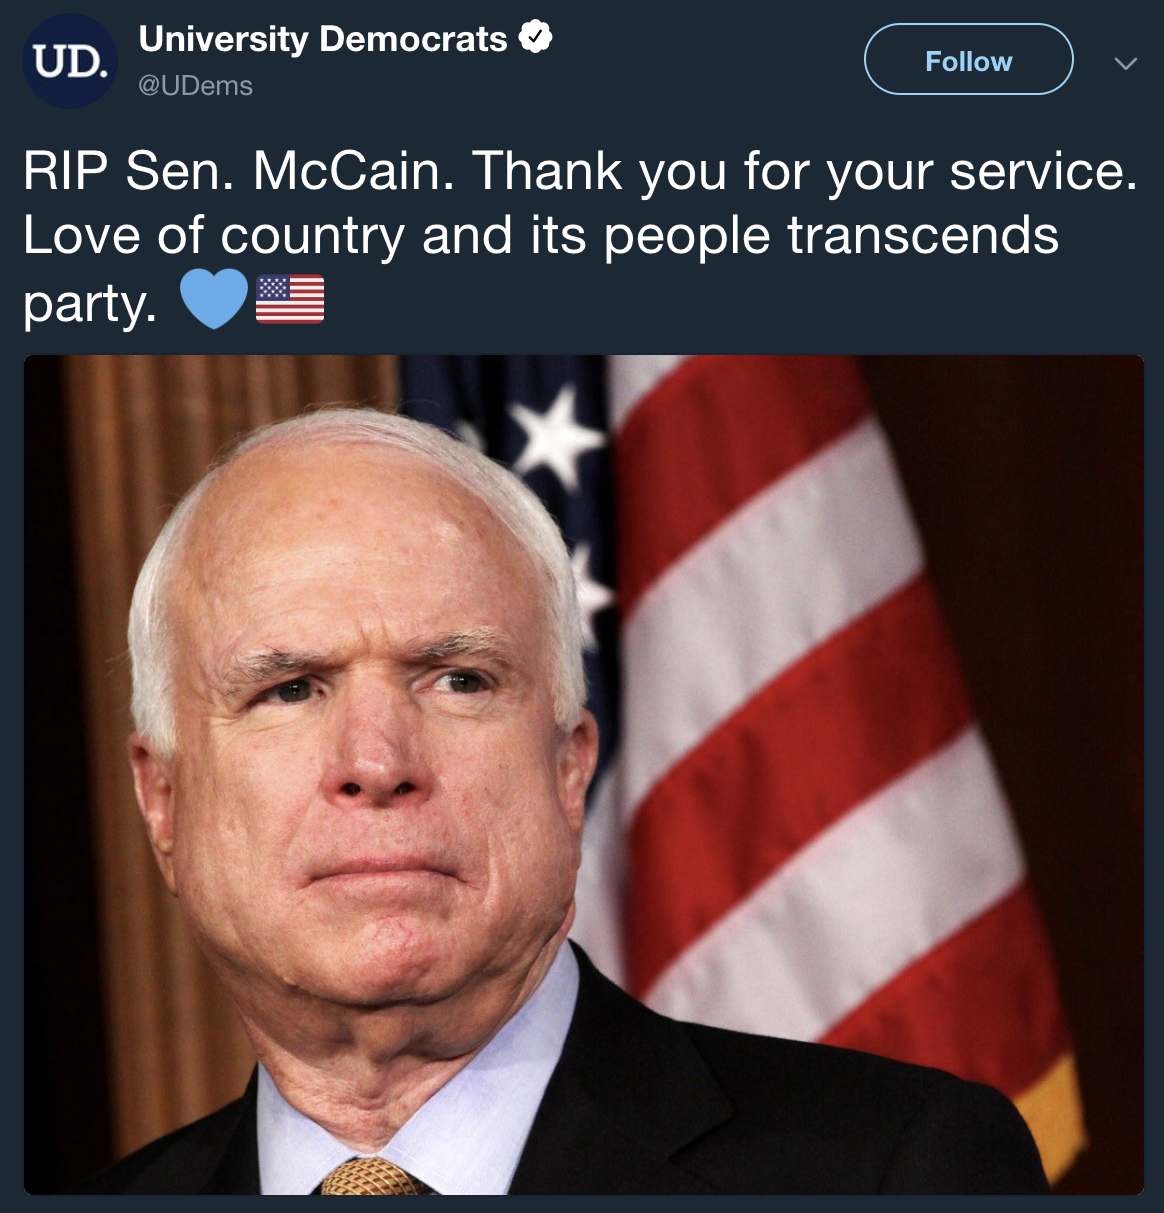 UD.
University Democrats
@UDems
Follow
RIP Sen. McCain. Thank you for your service.
Love of country and its people transcends
party. 💙🇺🇸